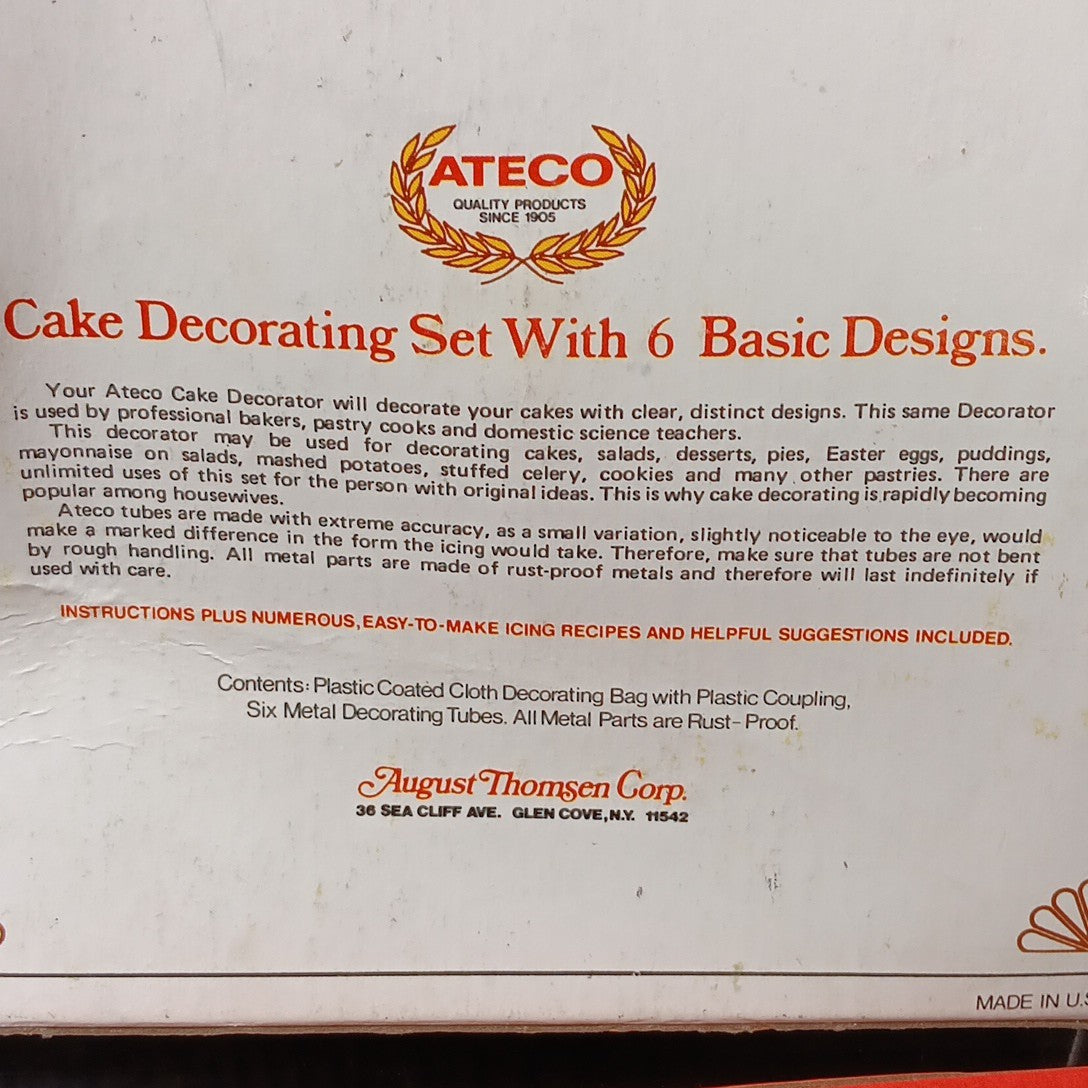 ATECO
QUALITY PRODUCTS
SINCE 1905
Cake Decorating Set With 6 Basic Designs.
Your Ateco Cake Decorator will decorate your cakes with clear, distinct designs. This same Decorator
is used by professional bakers, pastry cooks and domestic science teachers.
This decorator may be used for decorating cakes, salads, desserts, pies, Easter eggs, puddings,
mayonnaise on salads, mashed potatoes, stuffed celery, cookies and many other pastries. There are
unlimited uses of this set for the person with original ideas. This is why cake decorating is rapidly becoming
popular among housewives.
Ateco tubes are made with extreme accuracy, as a small variation, slightly noticeable to the eye, would
make a marked difference in the form the icing would take. Therefore, make sure that tubes are not bent
by rough handling. All metal parts are made of rust-proof metals and therefore will last indefinitely if
used with care.
INSTRUCTIONS PLUS NUMEROUS, EASY-TO-MAKE ICING RECIPES AND HELPFUL SUGGESTIONS INCLUDED.
Contents: Plastic Coated Cloth Decorating Bag with Plastic Coupling,
Six Metal Decorating Tubes. All Metal Parts are Rust-Proof.
August Thomsen Corp.
36 SEA CLIFF AVE. GLEN COVE, N.Y. 11542
MADE IN U.S